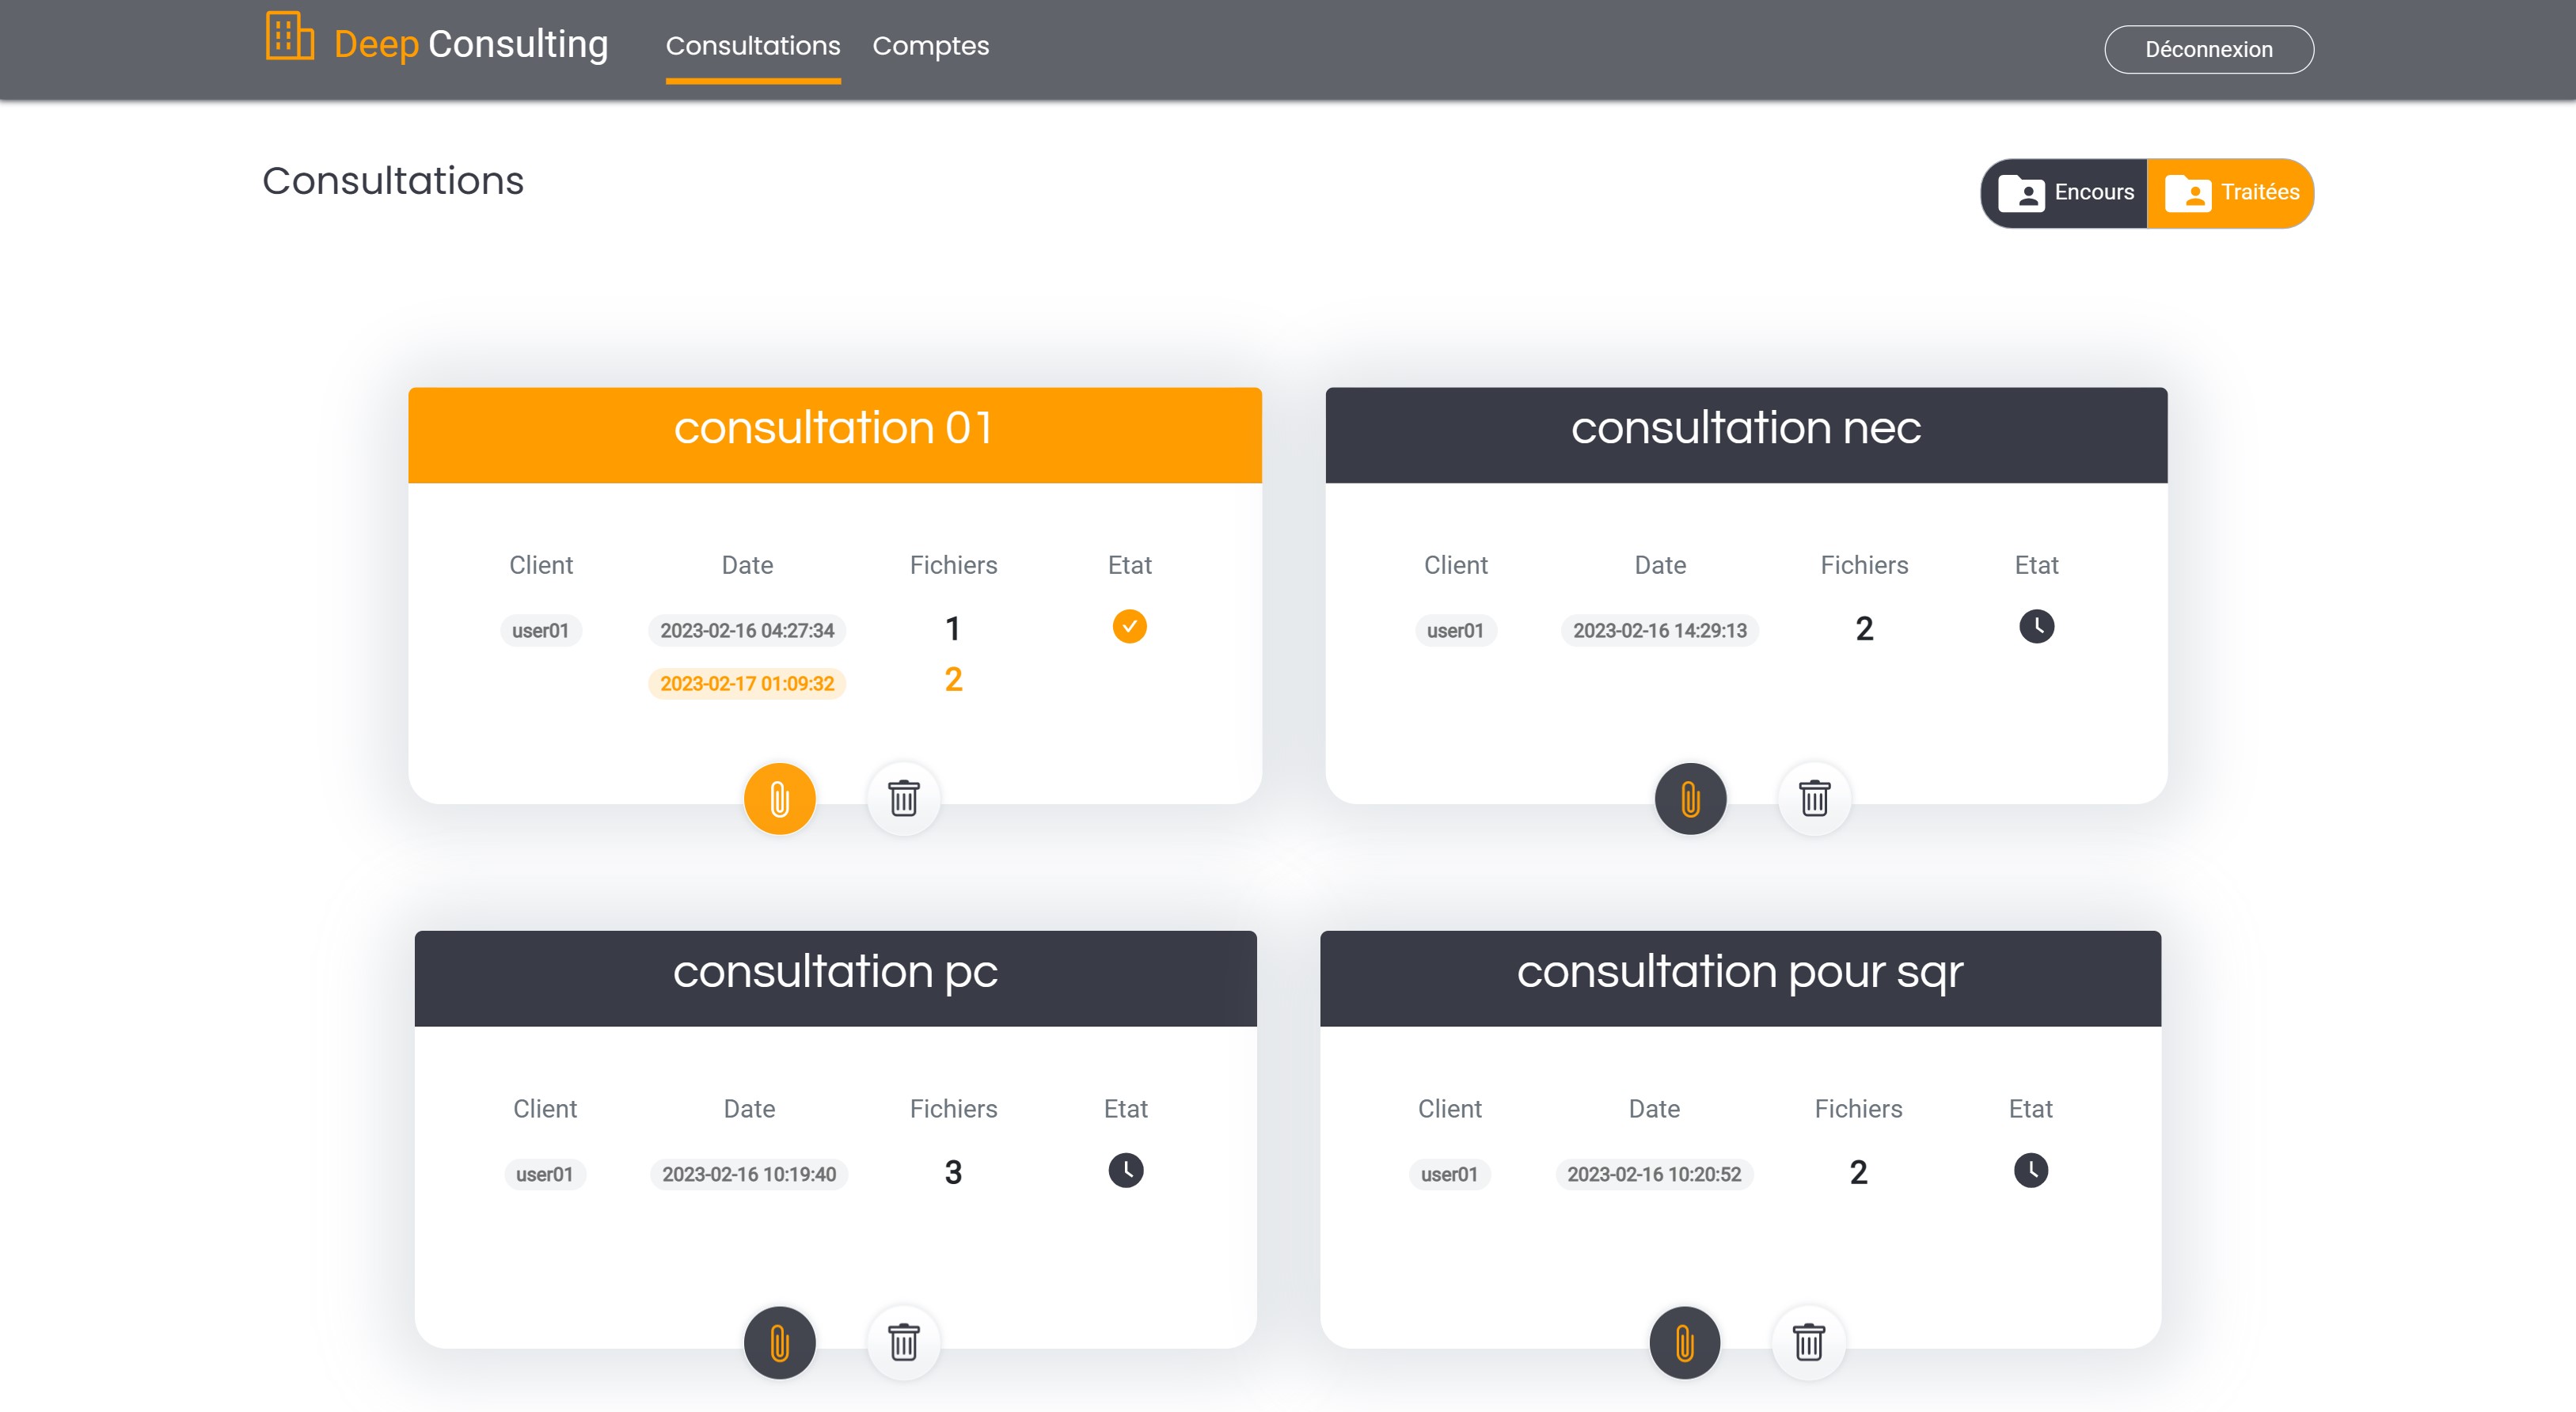 Deep Consulting
Consultations
Comptes
Déconnexion
Consultations
Encours
Traitées
consultation 01
Client Date Fichiers Etat
user01 2023-02-16 04:27:34 1
2023-02-17 01:09:32 2
consultation nec
Client Date Fichiers Etat
user01 2023-02-16 14:29:13 2
consultation pc
Client Date Fichiers Etat
user01 2023-02-16 10:19:40 3
consultation pour sqr
Client Date Fichiers Etat
user01 2023-02-16 10:20:52 2